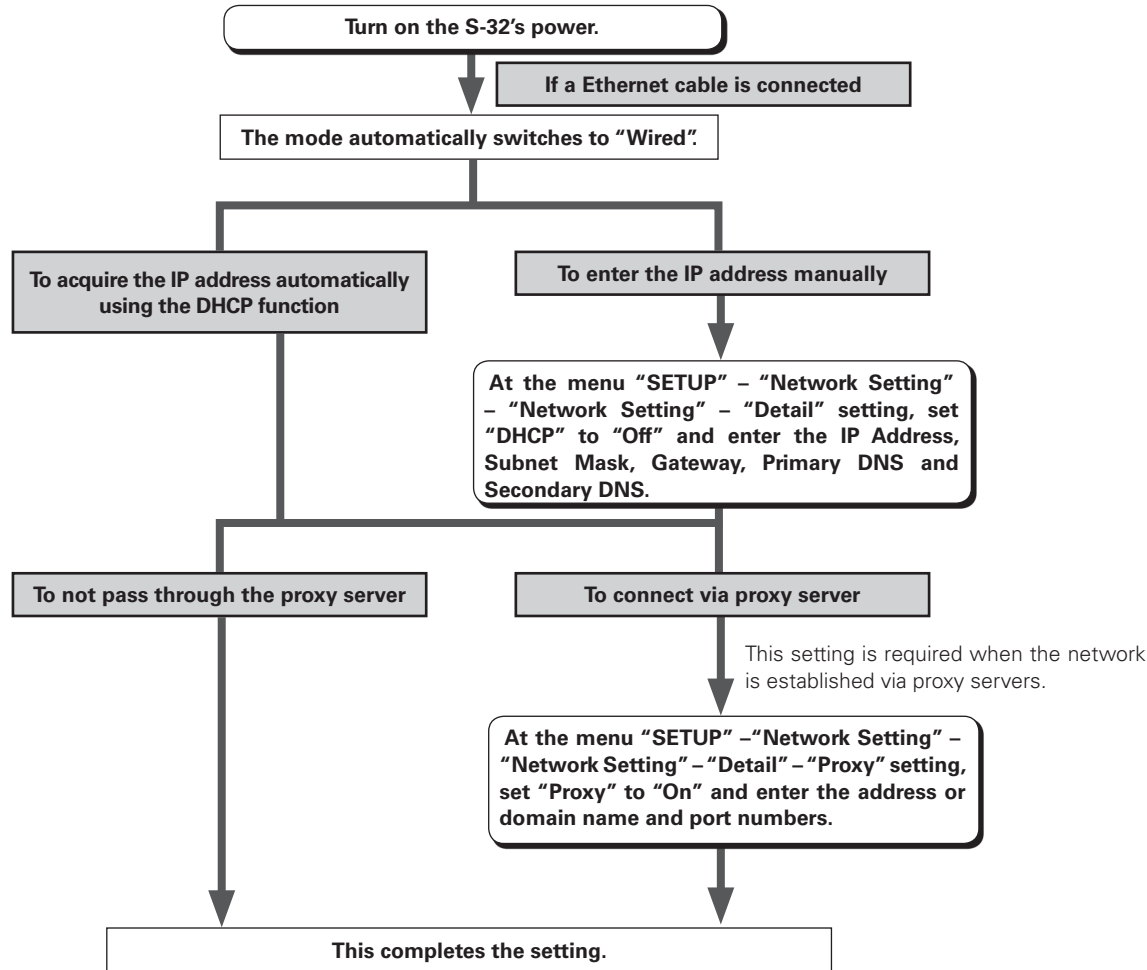 Turn on the S-32's power.
If a Ethernet cable is connected
The mode automatically switches to “Wired”.
To acquire the IP address automatically
using the DHCP function
To enter the IP address manually
At the menu “SETUP” – “Network Setting”
– “Network Setting” – “Detail” setting, set
“DHCP” to “Off” and enter the IP Address,
Subnet Mask, Gateway, Primary DNS and
Secondary DNS.
To not pass through the proxy server
To connect via proxy server
This setting is required when the network
is established via proxy servers.
At the menu “SETUP” –“Network Setting” –
“Network Setting” – “Detail” – “Proxy” setting,
set “Proxy” to “On” and enter the address or
domain name and port numbers.
This completes the setting.